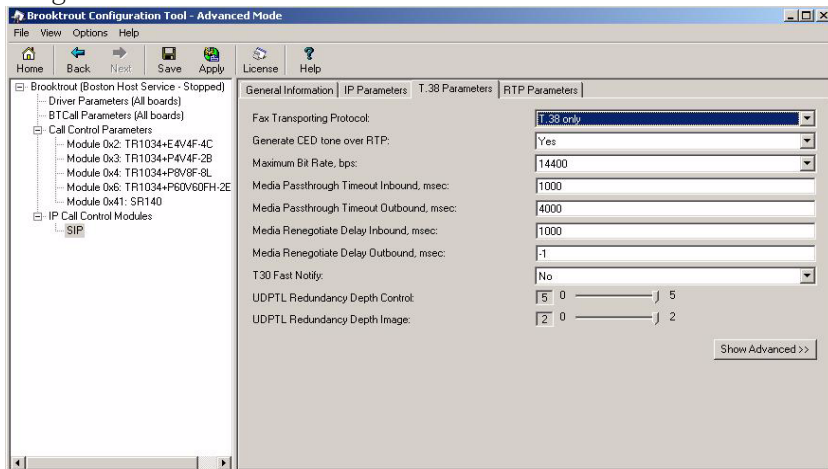 Brooktrout Configuration Tool - Advanced Mode
File View Options Help
Home Back Next Save Apply License Help
Brooktrout (Boston Host Service - Stopped)
Driver Parameters (All boards)
BTCall Parameters (All boards)
Call Control Parameters
Module 0x2: TR1034+E4V4F-4C
Module 0x3: TR1034+P4V4F-2B
Module 0x4: TR1034+P8V8F-8L
Module 0x6: TR1034+P60V60FH-2E
Module 0x41: SR140
IP Call Control Modules
SIP
General Information IP Parameters T.38 Parameters RTP Parameters
Fax Transporting Protocol: T.38 only
Generate CED tone over RTP: Yes
Maximum Bit Rate, bps: 14400
Media Passthrough Timeout Inbound, msec: 1000
Media Passthrough Timeout Outbound, msec: 4000
Media Renegotiate Delay Inbound, msec: 1000
Media Renegotiate Delay Outbound, msec: -1
T30 Fast Notify: No
UDPTL Redundancy Depth Control: 5 0 5
UDPTL Redundancy Depth Image: 2 0 2
Show Advanced >>